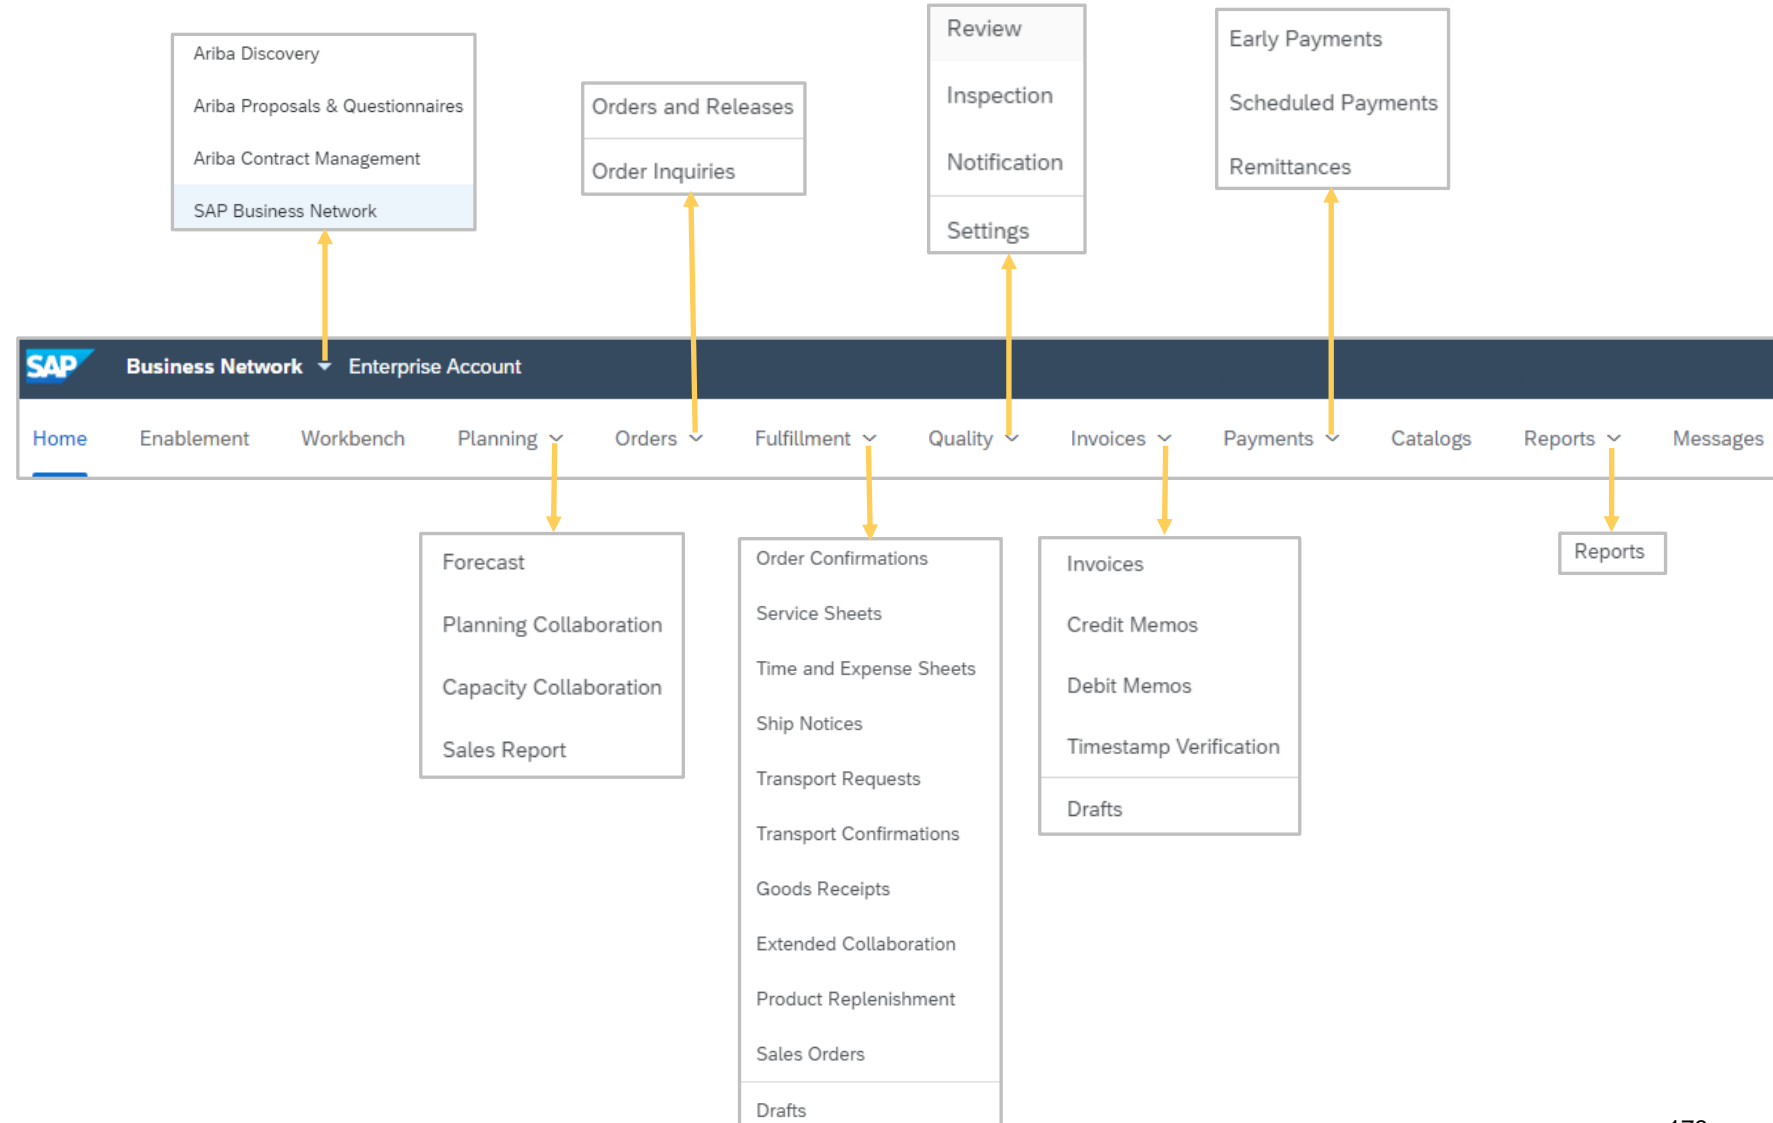 Ariba Discovery
Ariba Proposals & Questionnaires
Ariba Contract Management
SAP Business Network
Orders and Releases
Order Inquiries
Review
Inspection
Notification
Settings
Early Payments
Scheduled Payments
Remittances
SAP Business Network Enterprise Account
Home Enablement Workbench Planning Orders Fulfillment Quality Invoices Payments Catalogs Reports Messages
Forecast
Planning Collaboration
Capacity Collaboration
Sales Report
Order Confirmations
Service Sheets
Time and Expense Sheets
Ship Notices
Transport Requests
Transport Confirmations
Goods Receipts
Extended Collaboration
Product Replenishment
Sales Orders
Drafts
Invoices
Credit Memos
Debit Memos
Timestamp Verification
Drafts
Reports